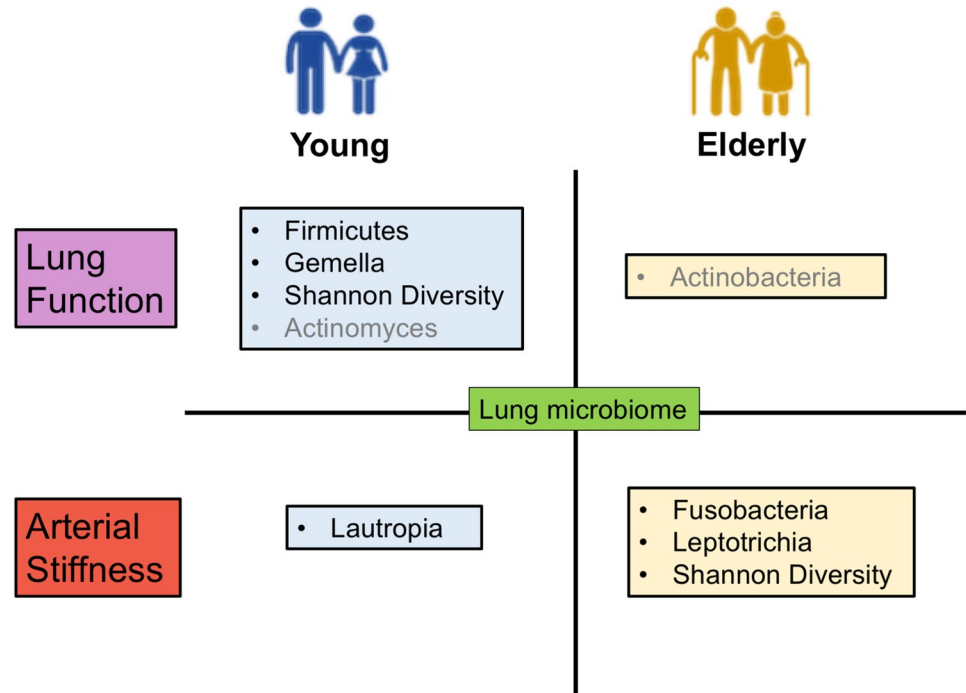 Young
Elderly
Lung
Function
• Firmicutes
• Gemella
• Shannon Diversity
• Actinomyces
• Actinobacteria
Lung microbiome
Arterial
Stiffness
• Lautropia
• Fusobacteria
• Leptotrichia
• Shannon Diversity